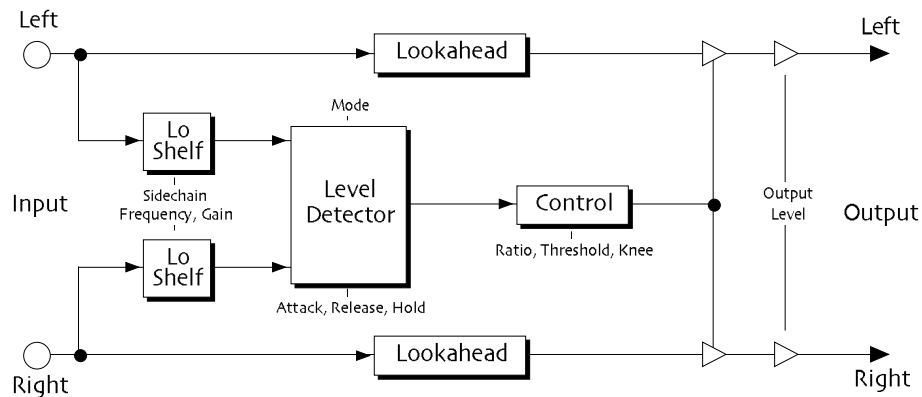 Left
Left
Lookahead
Mode
Lo
Shelf
Level
Detector
Input
Sidechain
Frequency, Gain
Control
Output
Level
Output
Ratio, Threshold, Knee
Lo
Shelf
Attack, Release, Hold
Lookahead
Right
Right